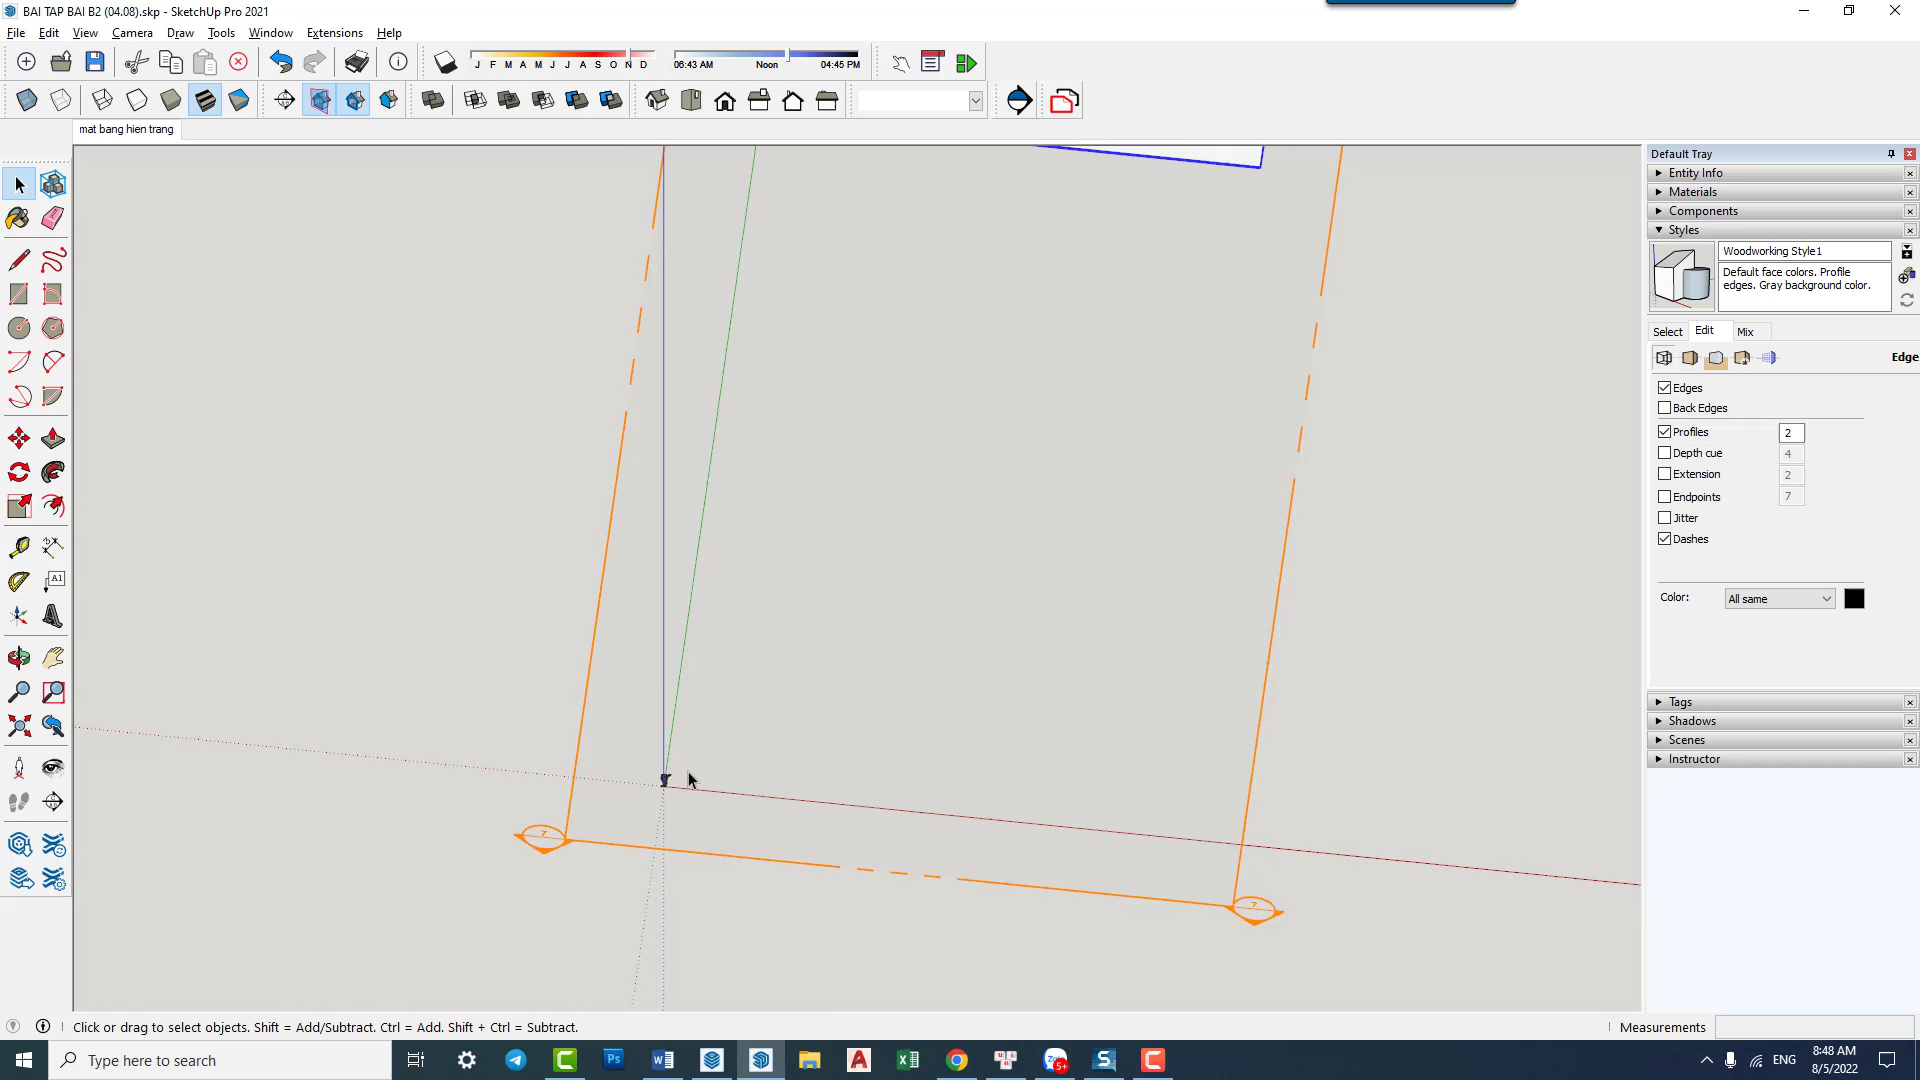 BAI TAP BAI B2 (04.08).skp - SketchUp Pro 2021
File Edit View Camera Draw Tools Window Extensions Help
J F M A M J J A S O N D
06:43 AM Noon 04:45 PM
mat bang hien trang
Default Tray
Entity Info
Materials
Components
Styles
Woodworking Style1
Default face colors. Profile
edges. Gray background color.
Select Edit Mix
Edge
Edges
Back Edges
Profiles 2
Depth cue 4
Extension 2
Endpoints 7
Jitter
Dashes
Color: All same
Tags
Shadows
Scenes
Instructor
A1
7
7
Click or drag to select objects. Shift = Add/Subtract. Ctrl = Add. Shift + Ctrl = Subtract.
Measurements
Type here to search
Ps
5+
ENG
8:48 AM
8/5/2022